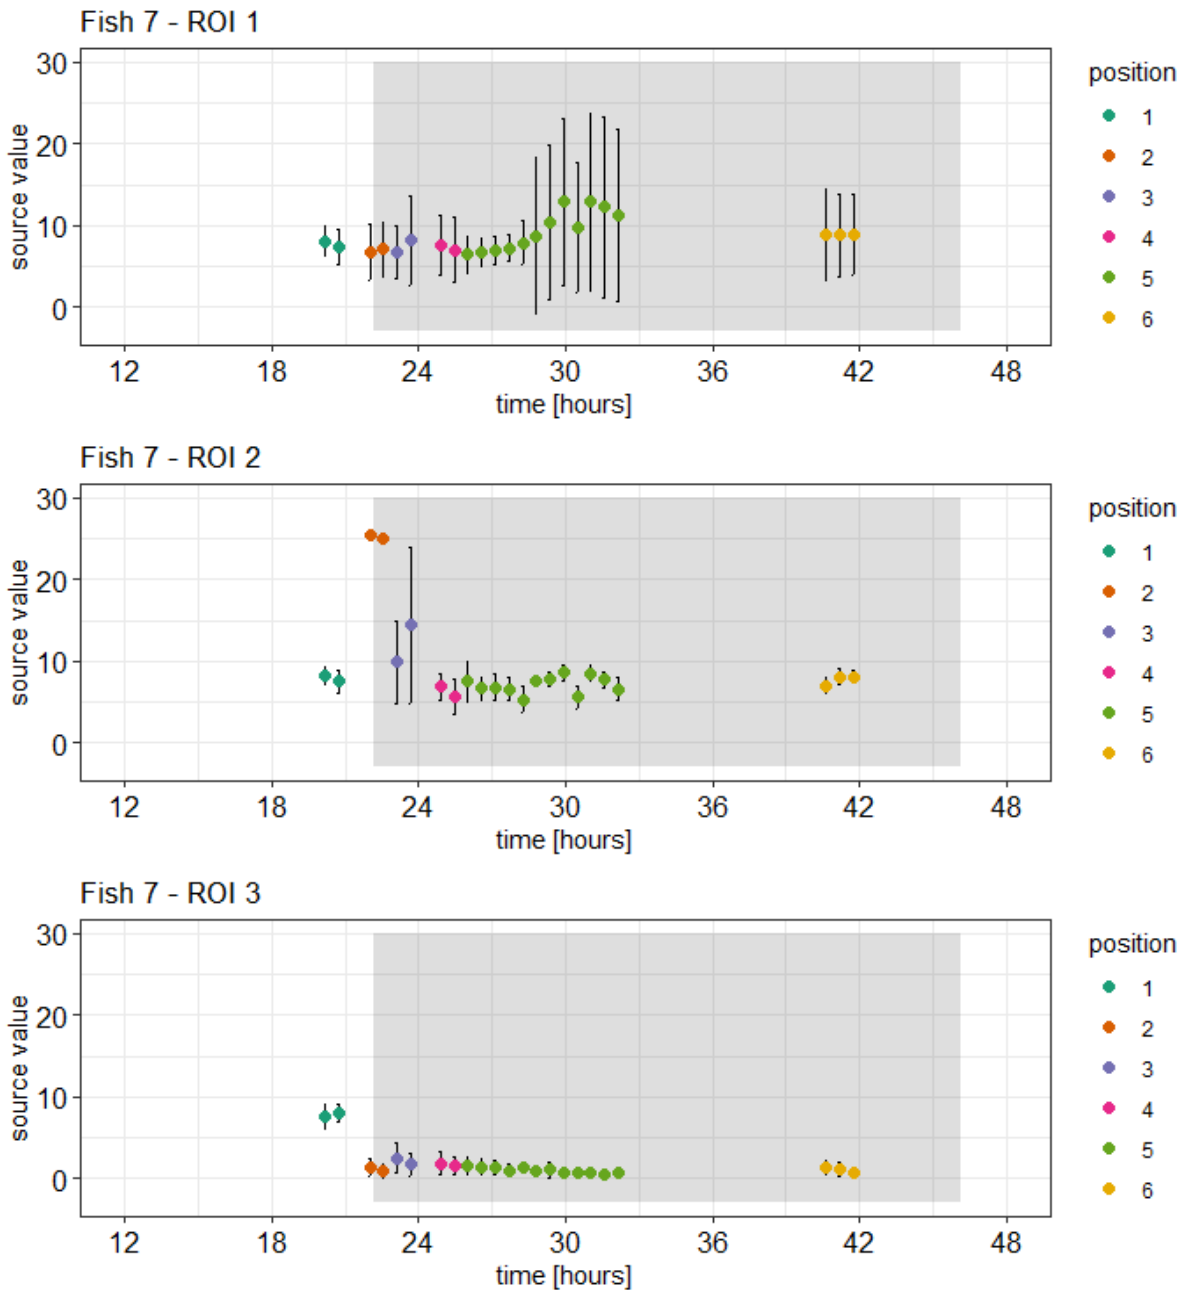 Fish 7 - ROI 1
source value
30
20
10
0
12 18 24 30 36 42 48
time [hours]
position
1
2
3
4
5
6
Fish 7 - ROI 2
source value
30
20
10
0
12 18 24 30 36 42 48
time [hours]
position
1
2
3
4
5
6
Fish 7 - ROI 3
source value
30
20
10
0
12 18 24 30 36 42 48
time [hours]
position
1
2
3
4
5
6